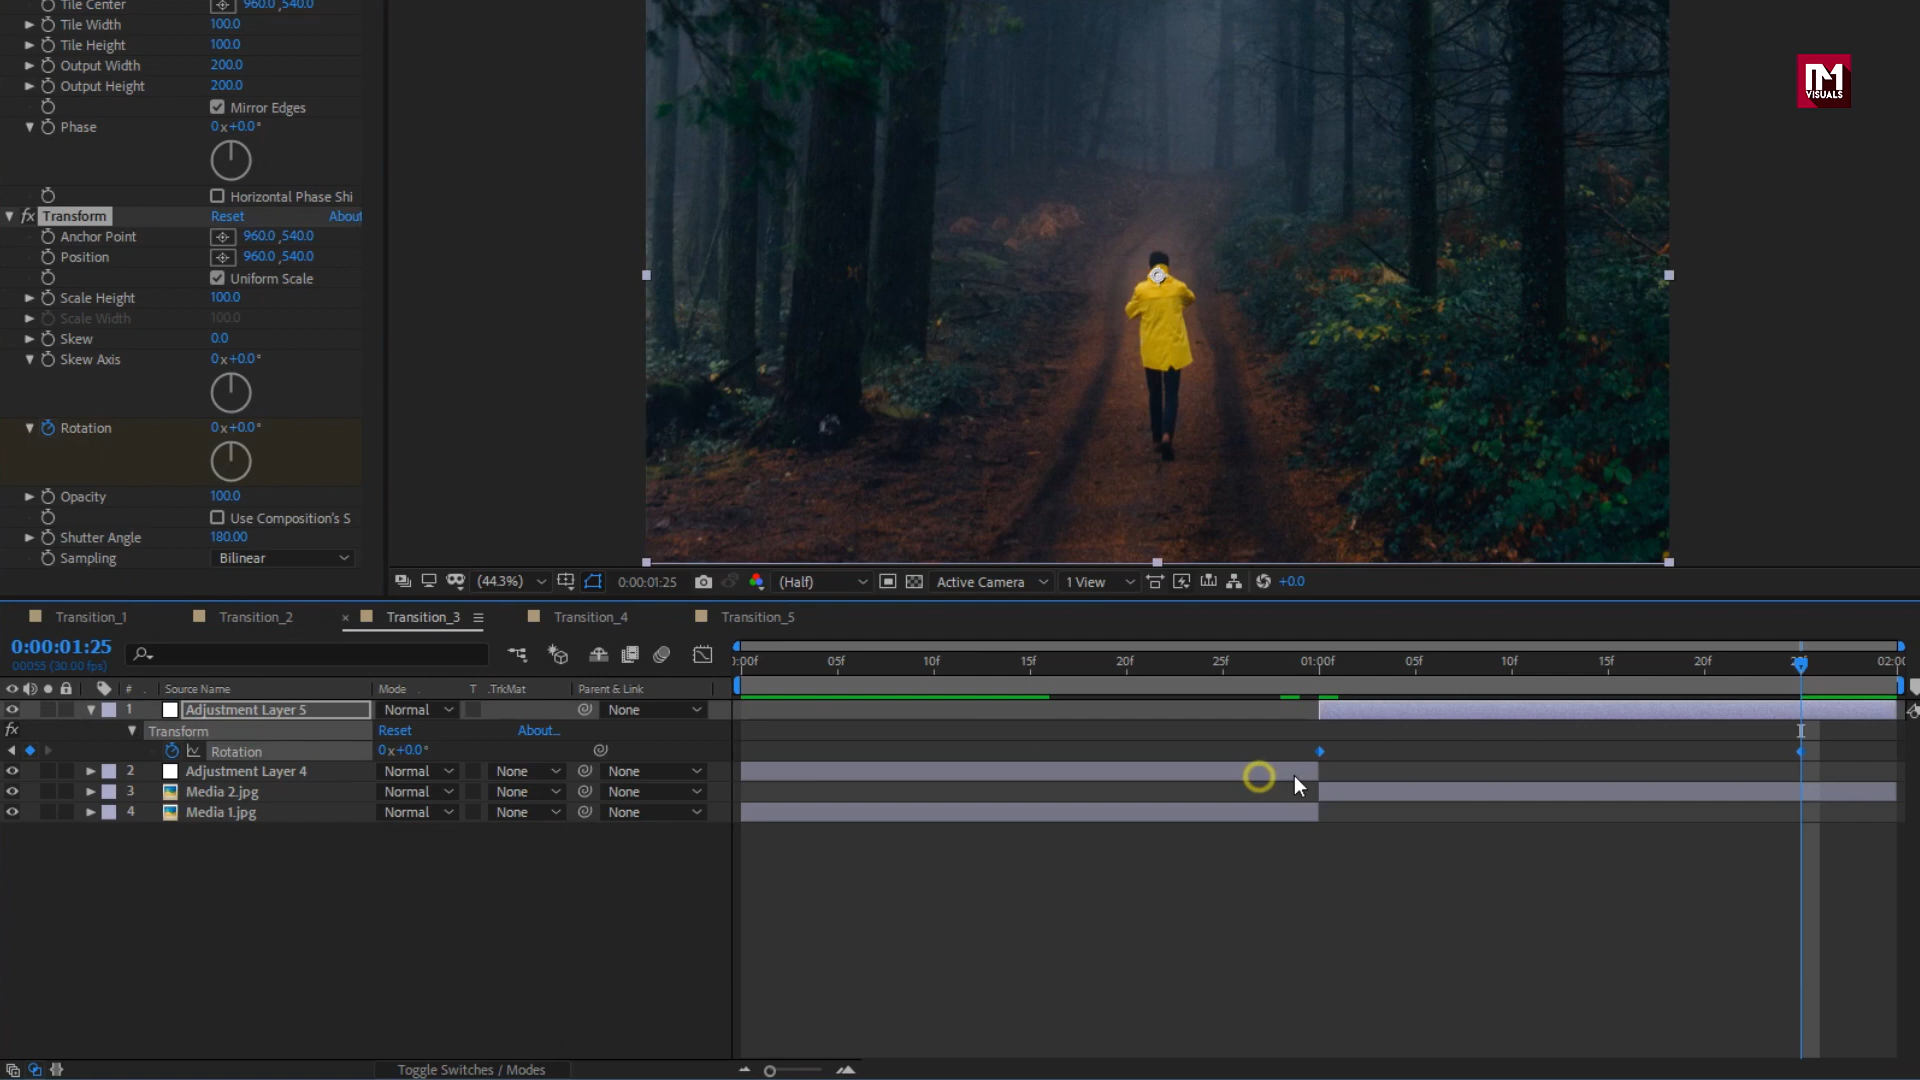 Tile Center 960.0 ,540.0
Tile Width 100.0
Tile Height 100.0
Output Width 200.0
Output Height 200.0
Mirror Edges
Phase 0 x+0.0°
Horizontal Phase Shi
fx Transform Reset About
Anchor Point 960.0 ,540.0
Position 960.0 ,540.0
Uniform Scale
Scale Height 100.0
Scale Width 100.0
Skew 0.0
Skew Axis 0 x+0.0°
Rotation 0 x+0.0°
Opacity 100.0
Use Composition's S
Shutter Angle 180.00
Sampling Bilinear
VISUALS
(44.3%) 0:00:01:25 (Half) Active Camera 1 View +0.0
Transition_1 Transition_2 × Transition_3 Transition_4 Transition_5
0:00:01:25
00055 (30.00 fps)
:00f 05f 10f 15f 20f 25f 01:00f 05f 10f 15f 20f 02:00
# Source Name Mode T .TrkMat Parent & Link
1 Adjustment Layer 5 Normal None
fx Transform Reset About...
Rotation 0 x+0.0°
2 Adjustment Layer 4 Normal None None
3 Media 2.jpg Normal None None
4 Media 1.jpg Normal None None
Toggle Switches / Modes